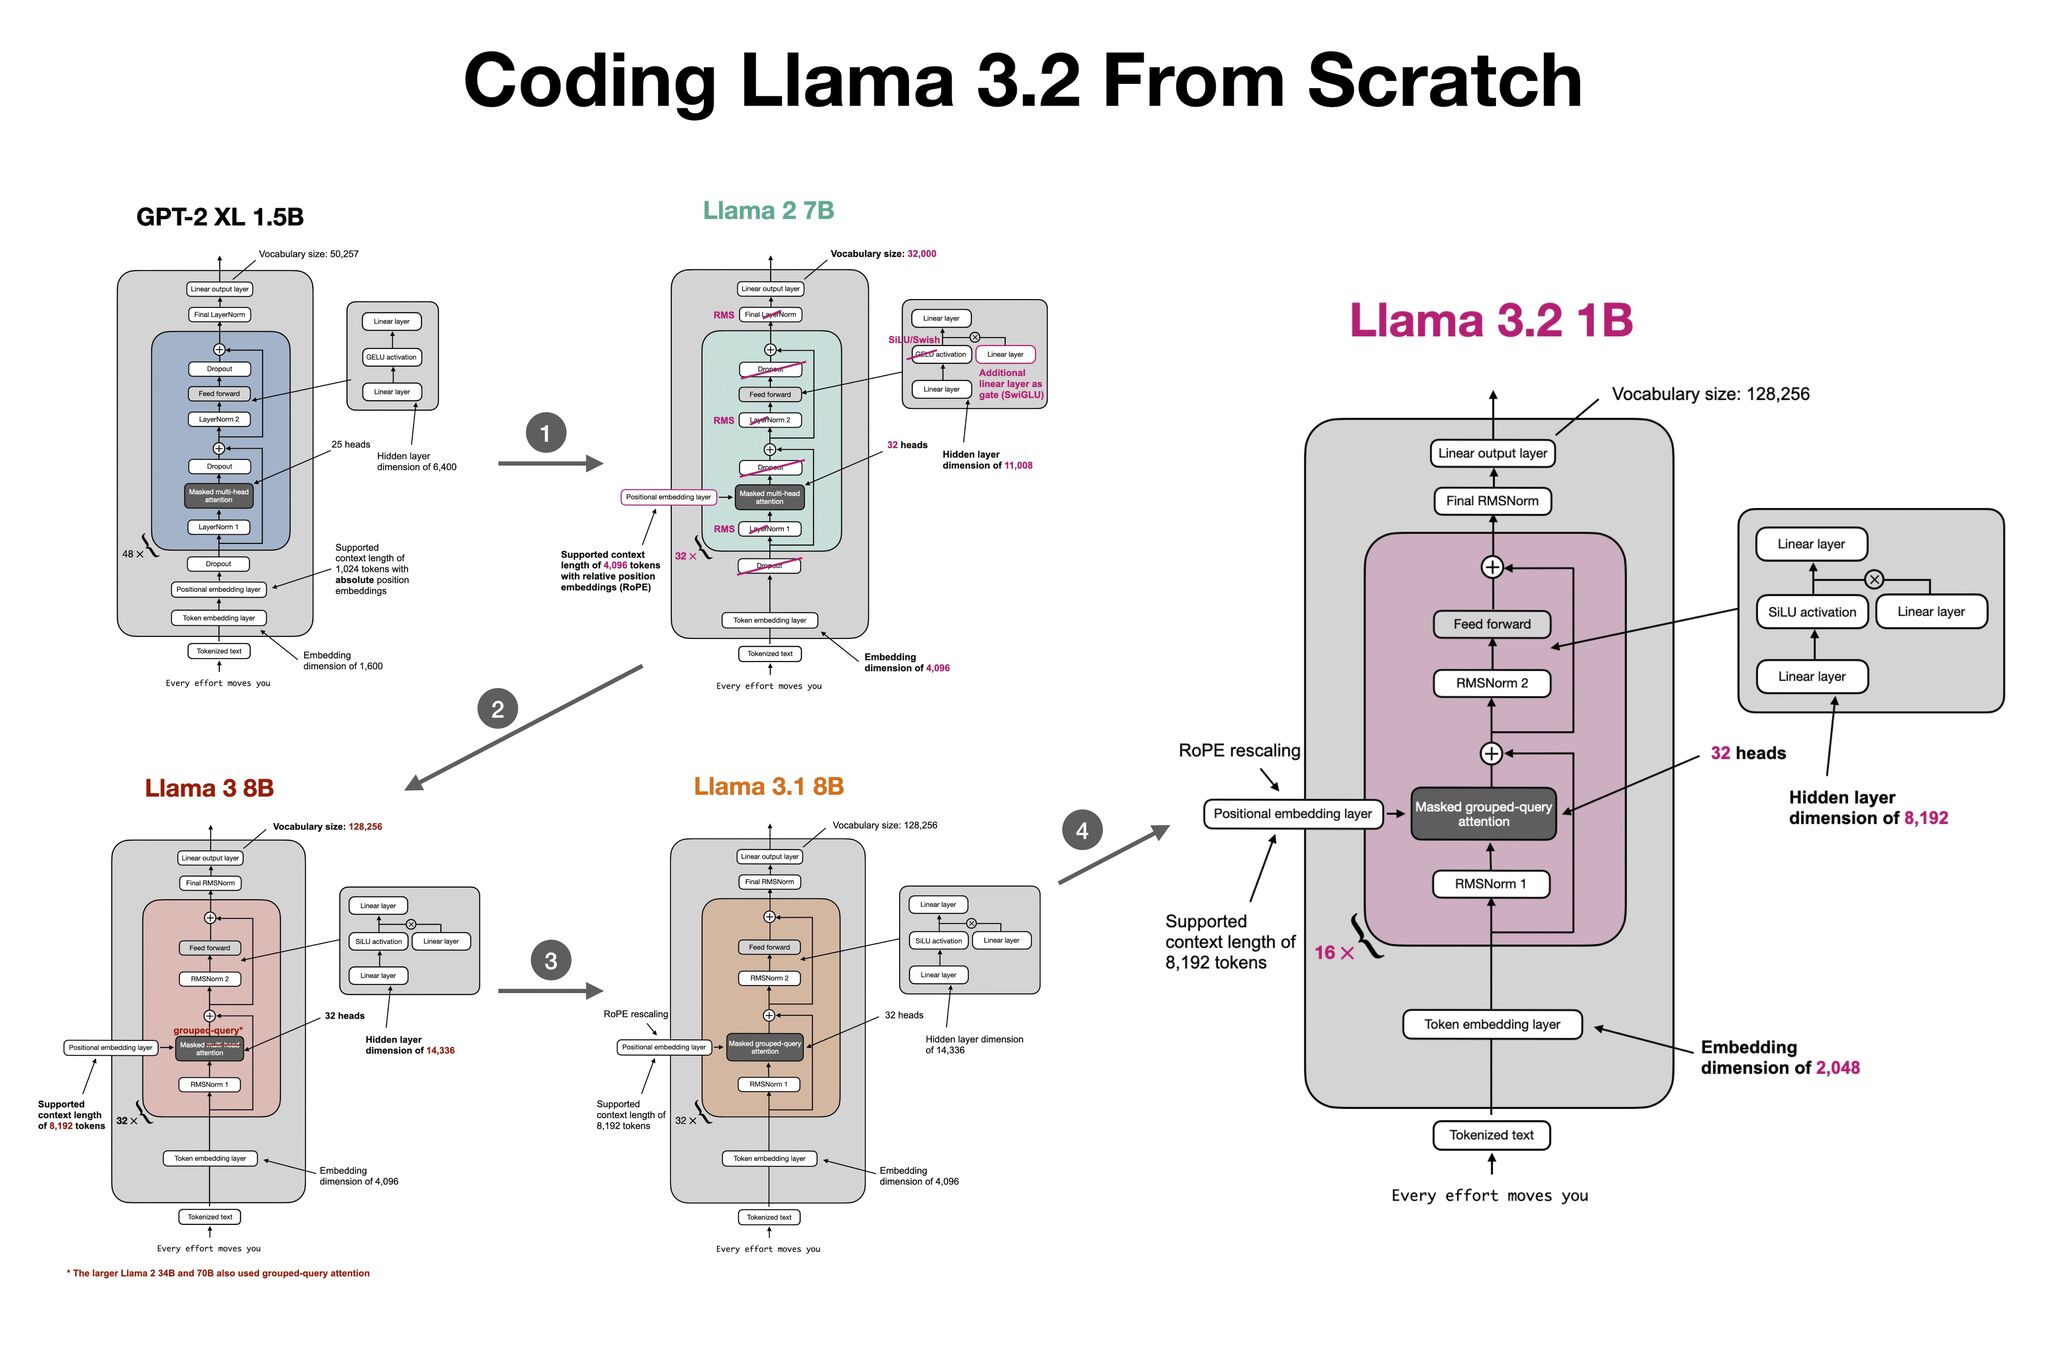 Coding Llama 3.2 From Scratch
GPT-2 XL 1.5B
Vocabulary size: 50,257
Linear output layer
Final LayerNorm
Dropout
Feed forward
LayerNorm 2
Dropout
Masked multi-head
attention
LayerNorm 1
48 ×
Dropout
Positional embedding layer
Token embedding layer
Tokenized text
Every effort moves you
Linear layer
GELU activation
Linear layer
Hidden layer
dimension of 6,400
25 heads
Supported
context length of
1,024 tokens with
absolute position
embeddings
Embedding
dimension of 1,600
1
Llama 2 7B
Vocabulary size: 32,000
Linear output layer
RMS
Final LayerNorm
Dropout
Feed forward
RMS
LayerNorm 2
Dropout
Masked multi-head
attention
Positional embedding layer
RMS
LayerNorm 1
32 ×
Dropout
Token embedding layer
Tokenized text
Every effort moves you
Supported context
length of 4,096 tokens
with relative position
embeddings (RoPE)
Linear layer
SiLU/Swish
GELU activation
Linear layer
Linear layer
Additional
linear layer as
gate (SwiGLU)
32 heads
Hidden layer
dimension of 11,008
Embedding
dimension of 4,096
2
Llama 3 8B
Vocabulary size: 128,256
Linear output layer
Final RMSNorm
Feed forward
RMSNorm 2
grouped-query*
Masked multi-head
attention
Positional embedding layer
RMSNorm 1
32 ×
Supported
context length
of 8,192 tokens
Token embedding layer
Tokenized text
Every effort moves you
Linear layer
SiLU activation
Linear layer
Linear layer
32 heads
Hidden layer
dimension of 14,336
Embedding
dimension of 4,096
* The larger Llama 2 34B and 70B also used grouped-query attention
3
Llama 3.1 8B
Vocabulary size: 128,256
Linear output layer
Final RMSNorm
Feed forward
RMSNorm 2
RoPE rescaling
Positional embedding layer
Masked grouped-query
attention
RMSNorm 1
32 ×
Supported
context length of
8,192 tokens
Token embedding layer
Tokenized text
Every effort moves you
Linear layer
SiLU activation
Linear layer
Linear layer
32 heads
Hidden layer dimension
of 14,336
Embedding
dimension of 4,096
4
Llama 3.2 1B
Vocabulary size: 128,256
Linear output layer
Final RMSNorm
Feed forward
RMSNorm 2
RoPE rescaling
Positional embedding layer
Masked grouped-query
attention
RMSNorm 1
16 ×
Supported
context length of
8,192 tokens
Token embedding layer
Tokenized text
Every effort moves you
Linear layer
SiLU activation
Linear layer
Linear layer
32 heads
Hidden layer
dimension of 8,192
Embedding
dimension of 2,048